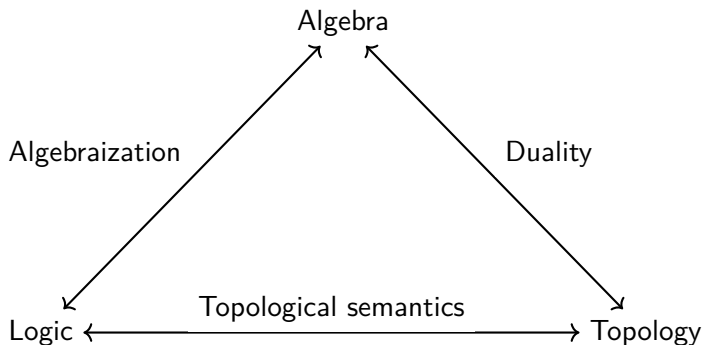 Algebra
Algebraization
Duality
Topological semantics
Logic
Topology